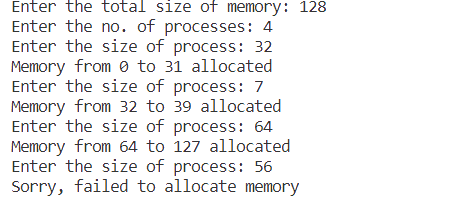 Enter the total size of memory: 128
Enter the no. of processes: 4
Enter the size of process: 32
Memory from 0 to 31 allocated
Enter the size of process: 7
Memory from 32 to 39 allocated
Enter the size of process: 64
Memory from 64 to 127 allocated
Enter the size of process: 56
Sorry, failed to allocate memory